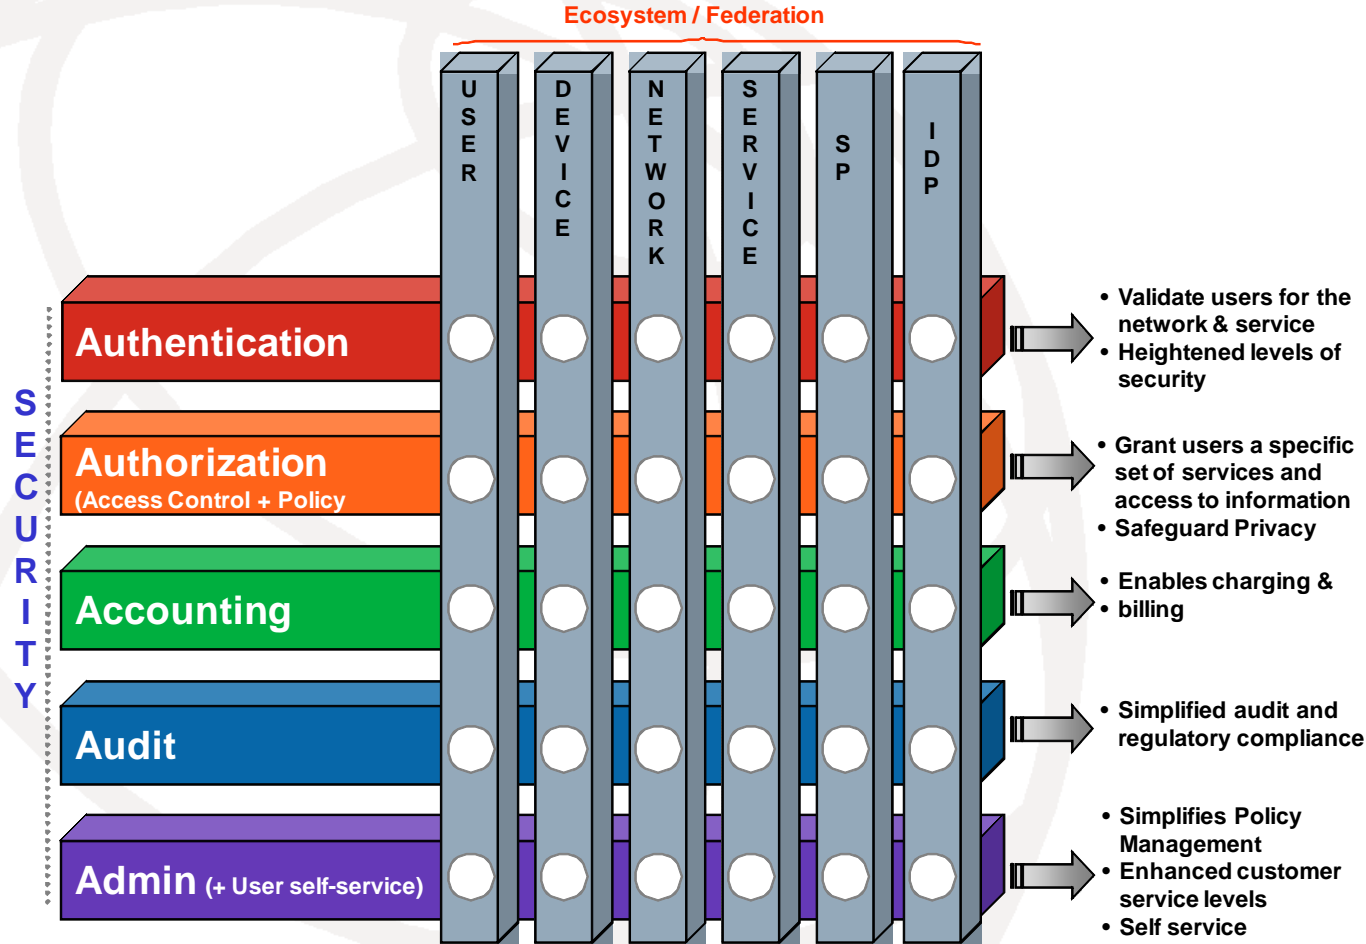 Ecosystem / Federation
USER
DEVICE
NETWORK
SERVICE
SP
IDP
SECURITY
Authentication
• Validate users for the
network & service
• Heightened levels of
security
Authorization
(Access Control + Policy
• Grant users a specific
set of services and
access to information
• Safeguard Privacy
Accounting
• Enables charging &
• billing
Audit
• Simplified audit and
regulatory compliance
Admin (+ User self-service)
• Simplifies Policy
Management
• Enhanced customer
service levels
• Self service